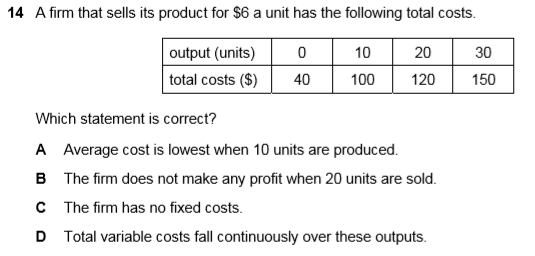 14 A firm that sells its product for $6 a unit has the following total costs.
output (units) 0 10 20 30
total costs ($) 40 100 120 150
Which statement is correct?
A Average cost is lowest when 10 units are produced.
B The firm does not make any profit when 20 units are sold.
C The firm has no fixed costs.
D Total variable costs fall continuously over these outputs.